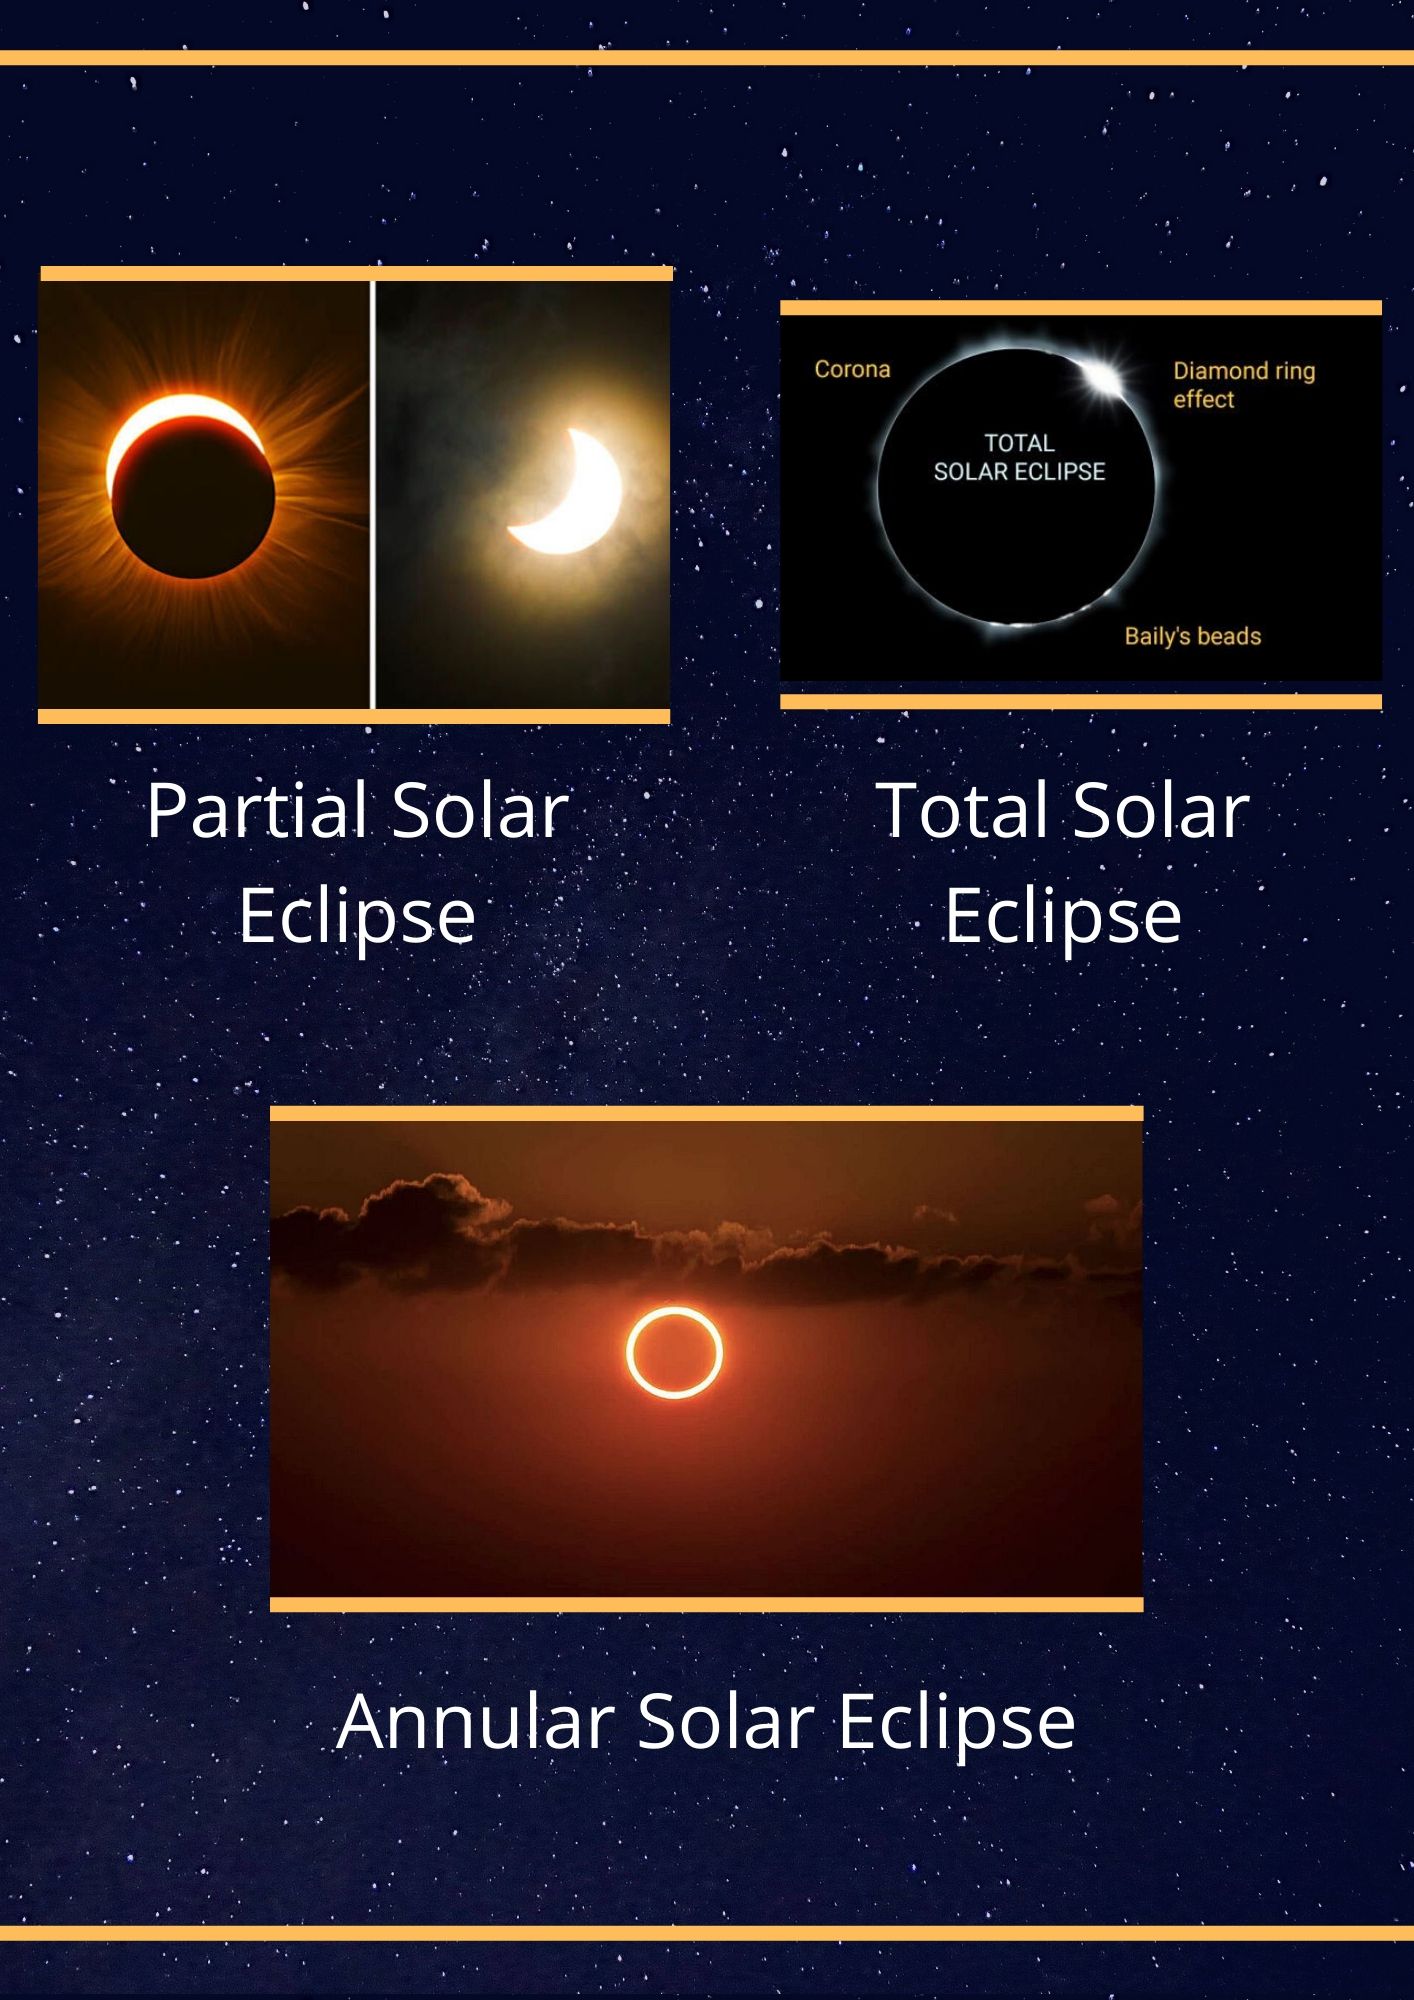 Corona
Diamond ring
effect
TOTAL
SOLAR ECLIPSE
Baily's beads
Partial Solar
Eclipse
Total Solar
Eclipse
Annular Solar Eclipse